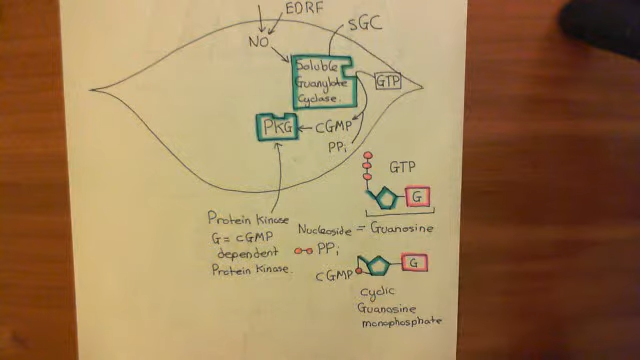 EDRF
SGC
NO
Soluble
Guanylate
Cyclase.
GTP
PKG
cGMP
PPi
GTP
G
Protein Kinase
G = cGMP
dependent
Protein Kinase.
Nucleoside = Guanosine
PPi
G
cGMP
cyclic
Guanosine
monophosphate